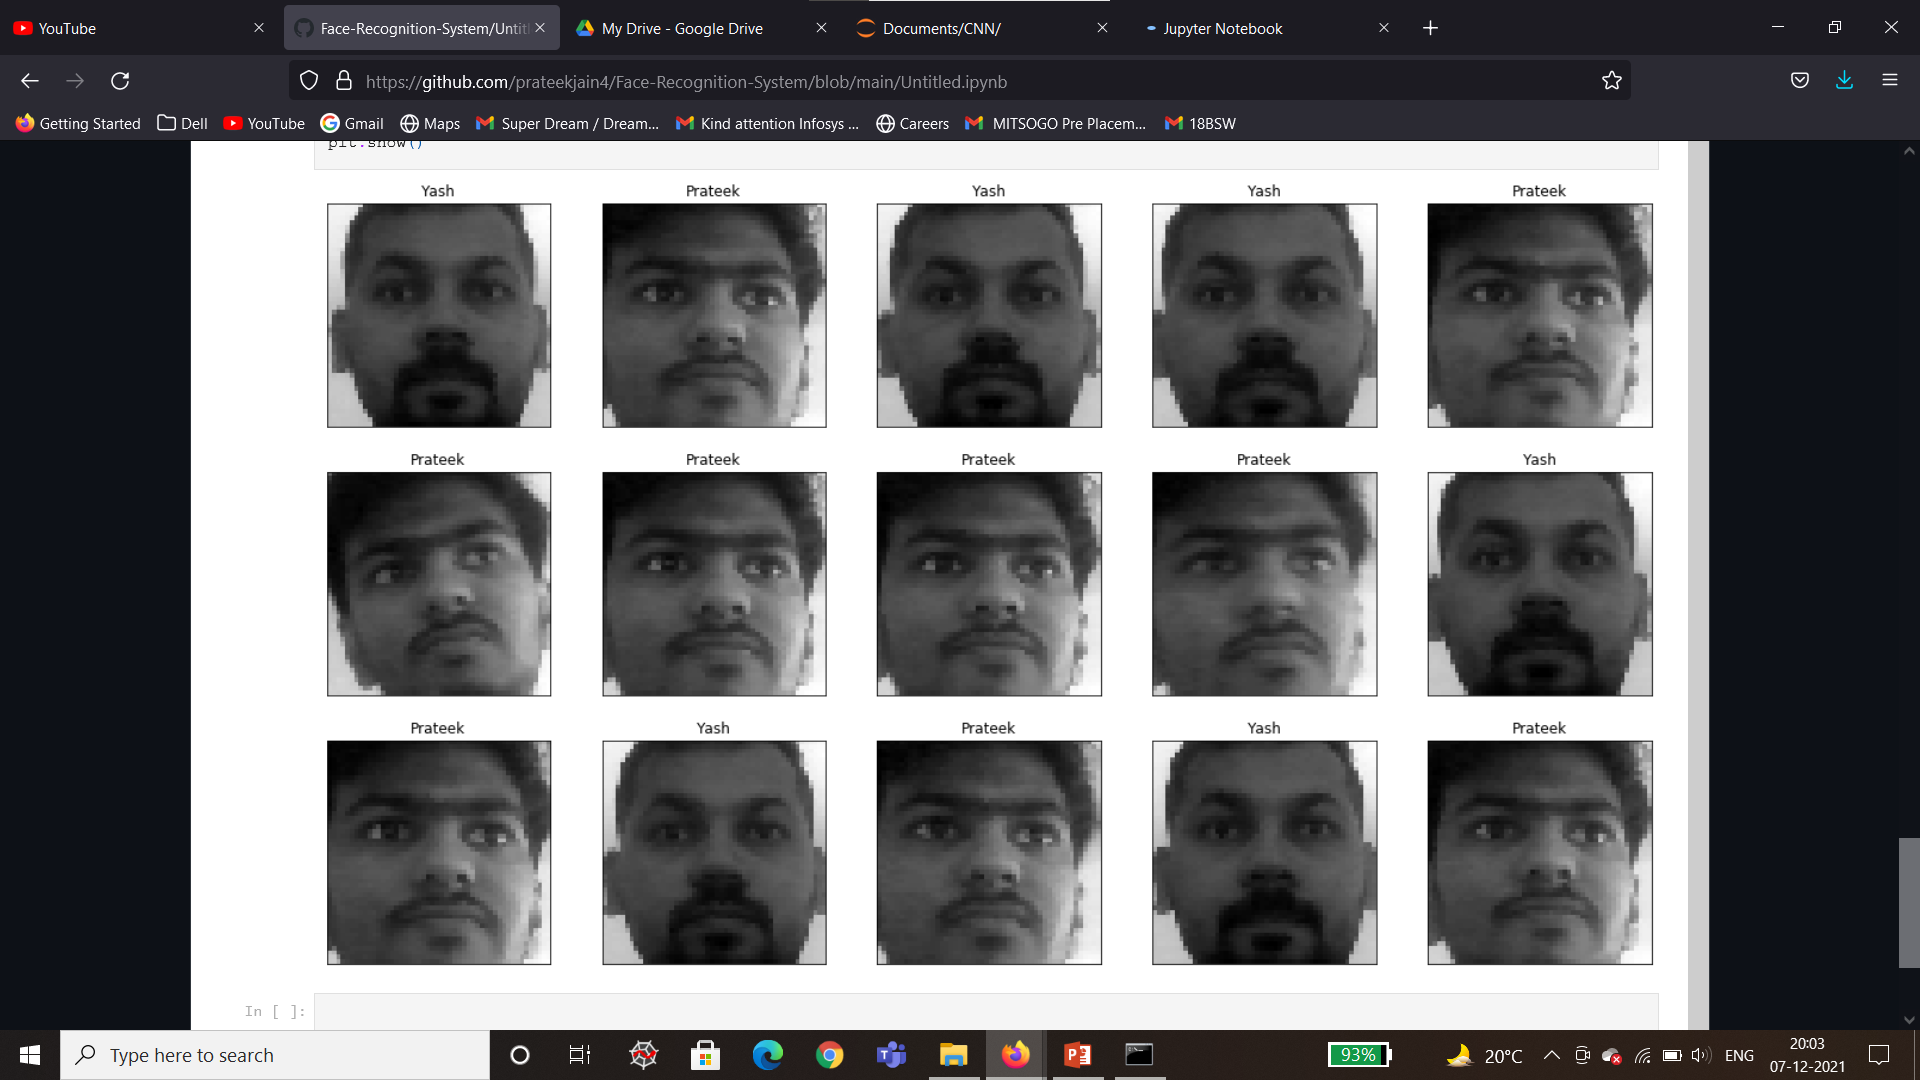 YouTube
Face-Recognition-System/Untitl
My Drive - Google Drive
Documents/CNN/
Jupyter Notebook
https://github.com/prateekjain4/Face-Recognition-System/blob/main/Untitled.ipynb
Getting Started
Dell
YouTube
Gmail
Maps
Super Dream / Dream...
Kind attention Infosys ...
Careers
MITSOGO Pre Placem...
18BSW
plt.show()
Yash Prateek Yash Yash Prateek
Prateek Prateek Prateek Prateek Yash
Prateek Yash Prateek Yash Prateek
In [ ]:
Type here to search
93%
20°C
ENG
20:03
07-12-2021